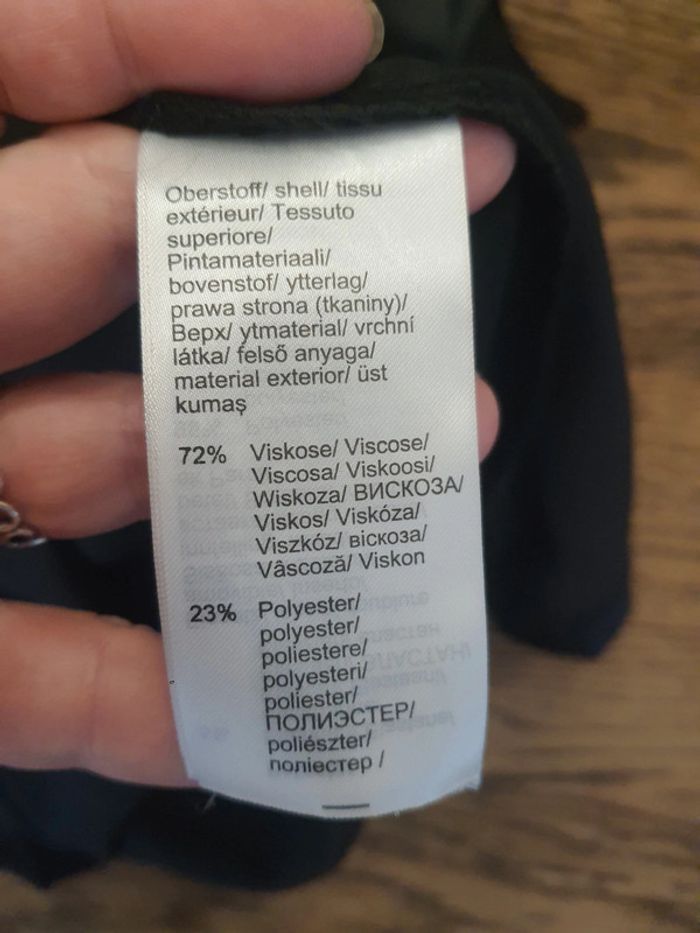 Oberstoff/ shell/ tissu
extérieur/ Tessuto
superiore/
Pintamateriaali/
bovenstof/ ytterlag/
prawa strona (tkaniny)/
Верх/ ytmaterial/ vrchní
látka/ felső anyaga/
material exterior/ üst
kumaş
72% Viskose/ Viscose/
Viscosa/ Viskoosi/
Wiskoza/ ВИСКОЗА/
Viskos/ Viskóza/
Viszkóz/ віскоза/
Vâscoză/ Viskon
23% Polyester/
polyester/
poliestere/
polyesteri/
poliester/
ПОЛИЭСТЕР/
poliészter/
поліестер /